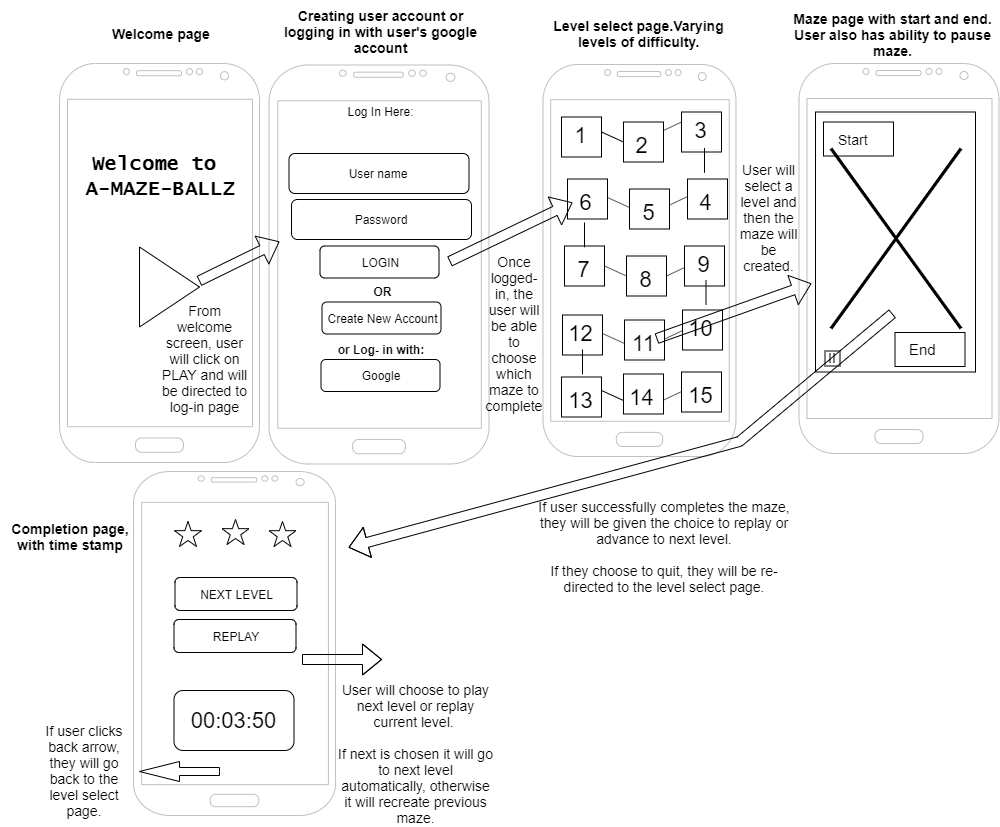 Welcome page
Welcome to
A-MAZE-BALLZ
From
welcome
screen, user
will click on
PLAY and will
be directed to
log-in page
Creating user account or
logging in with user's google
account
Log In Here:
User name
Password
LOGIN
OR
Create New Account
or Log- in with:
Google
Once
logged-
in, the
user will
be able
to
choose
which
maze to
complete
Level select page.Varying
levels of difficulty.
1
2
3
6
5
4
7
8
9
12
11
10
13
14
15
User will
select a
level and
then the
maze will
be
created.
Maze page with start and end.
User also has ability to pause
maze.
Start
End
If user successfully completes the maze,
they will be given the choice to replay or
advance to next level.
If they choose to quit, they will be re-
directed to the level select page.
Completion page,
with time stamp
NEXT LEVEL
REPLAY
00:03:50
User will choose to play
next level or replay
current level.
If next is chosen it will go
to next level
automatically, otherwise
it will recreate previous
maze.
If user clicks
back arrow,
they will go
back to the
level select
page.